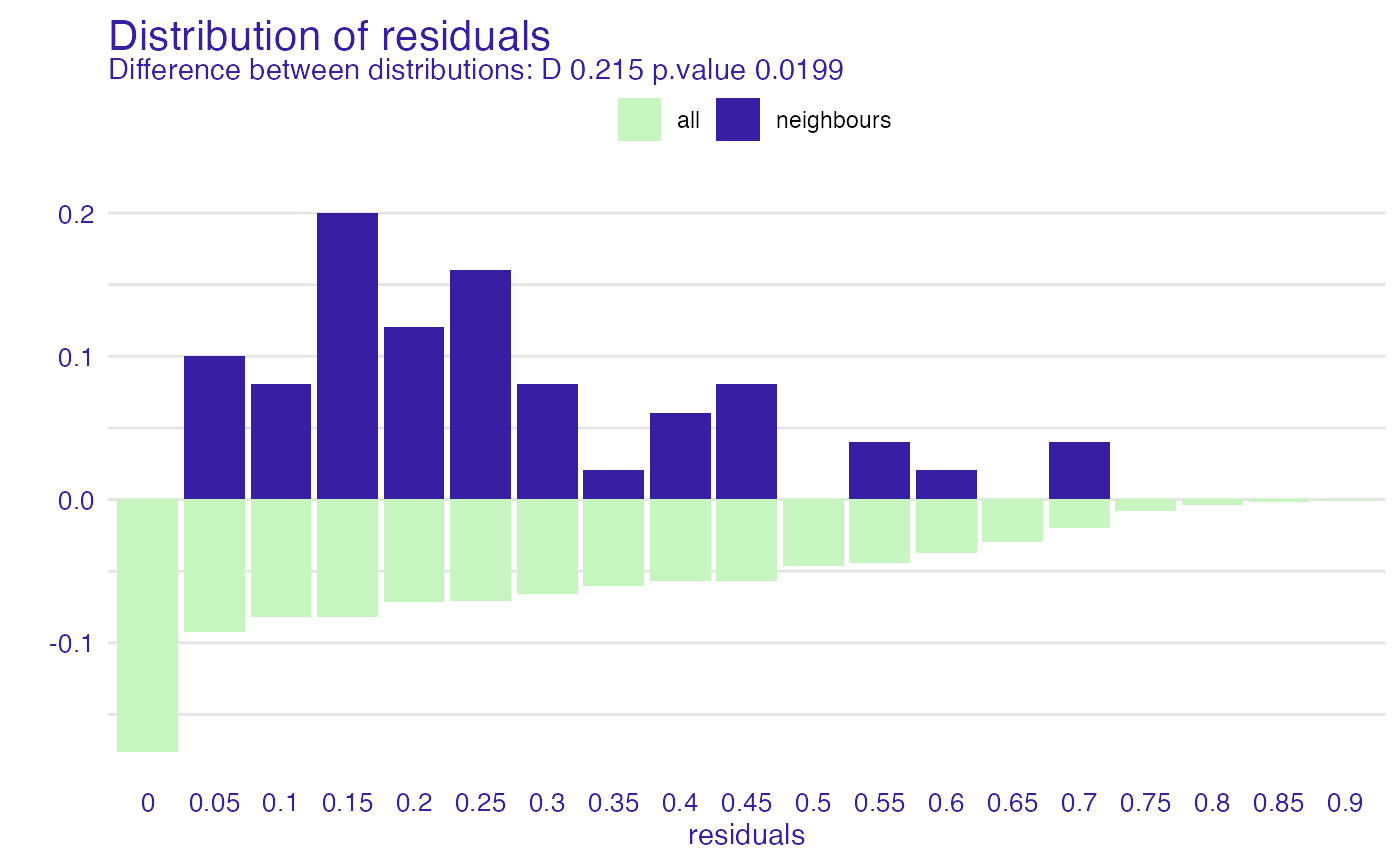 Distribution of residuals
Difference between distributions: D 0.215 p.value 0.0199
all neighbours
0.2
0.1
0.0
-0.1
0 0.05 0.1 0.15 0.2 0.25 0.3 0.35 0.4 0.45 0.5 0.55 0.6 0.65 0.7 0.75 0.8 0.85 0.9
residuals